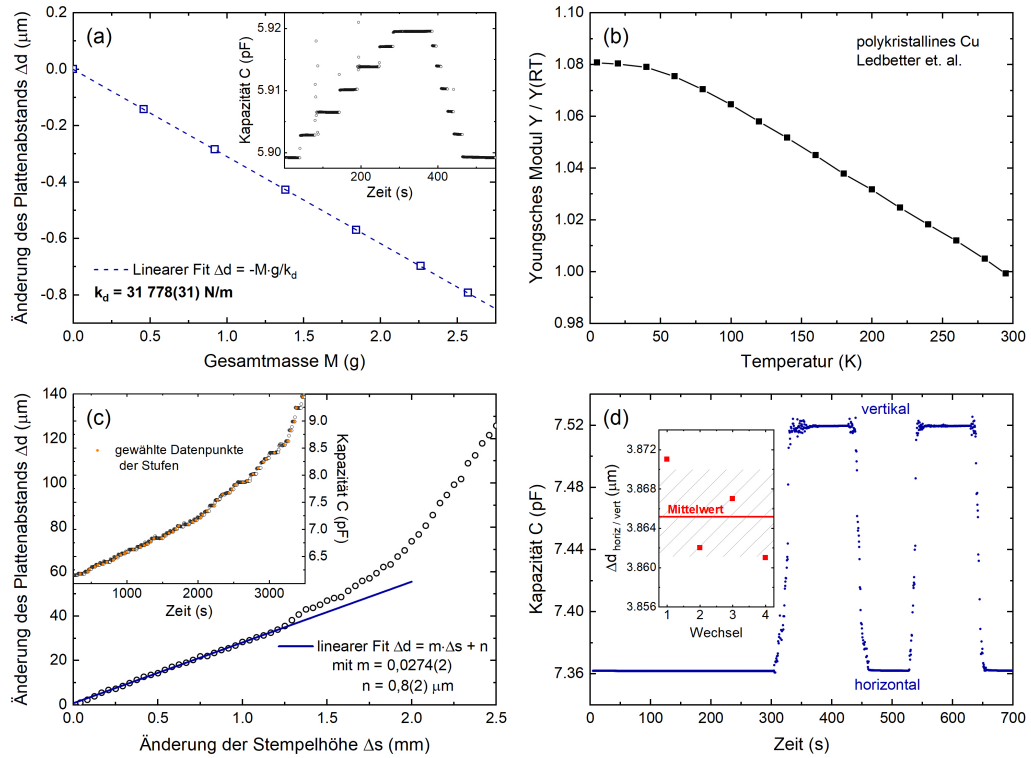 (a)
Änderung des Plattenabstands Δd (μm)
0.0
-0.2
-0.4
-0.6
-0.8
0.0 0.5 1.0 1.5 2.0 2.5
Gesamtmasse M (g)
Linearer Fit Δd = -M·g/k_d
k_d = 31 778(31) N/m
Kapazität C (pF)
5.92
5.91
5.90
0 200 400
Zeit (s)
(b)
polykristallines Cu
Ledbetter et. al.
Youngsches Modul Y / Y(RT)
1.10
1.08
1.06
1.04
1.02
1.00
0.98
0 50 100 150 200 250 300
Temperatur (K)
(c)
Änderung des Plattenabstands Δd (μm)
140
120
100
80
60
40
20
0
0.0 0.5 1.0 1.5 2.0 2.5
Änderung der Stempelhöhe Δs (mm)
gewählte Datenpunkte
der Stufen
9.0
8.5
8.0
7.5
7.0
6.5
Kapazität C (pF)
1000 2000 3000
Zeit (s)
linearer Fit Δd = m·Δs + n
mit m = 0,0274(2)
n = 0,8(2) μm
(d)
vertikal
Kapazität C (pF)
7.52
7.48
7.44
7.40
7.36
0 100 200 300 400 500 600 700
Zeit (s)
horizontal
Δd horiz / vert (μm)
3.872
3.868
3.864
3.860
3.856
Mittelwert
1 2 3 4
Wechsel